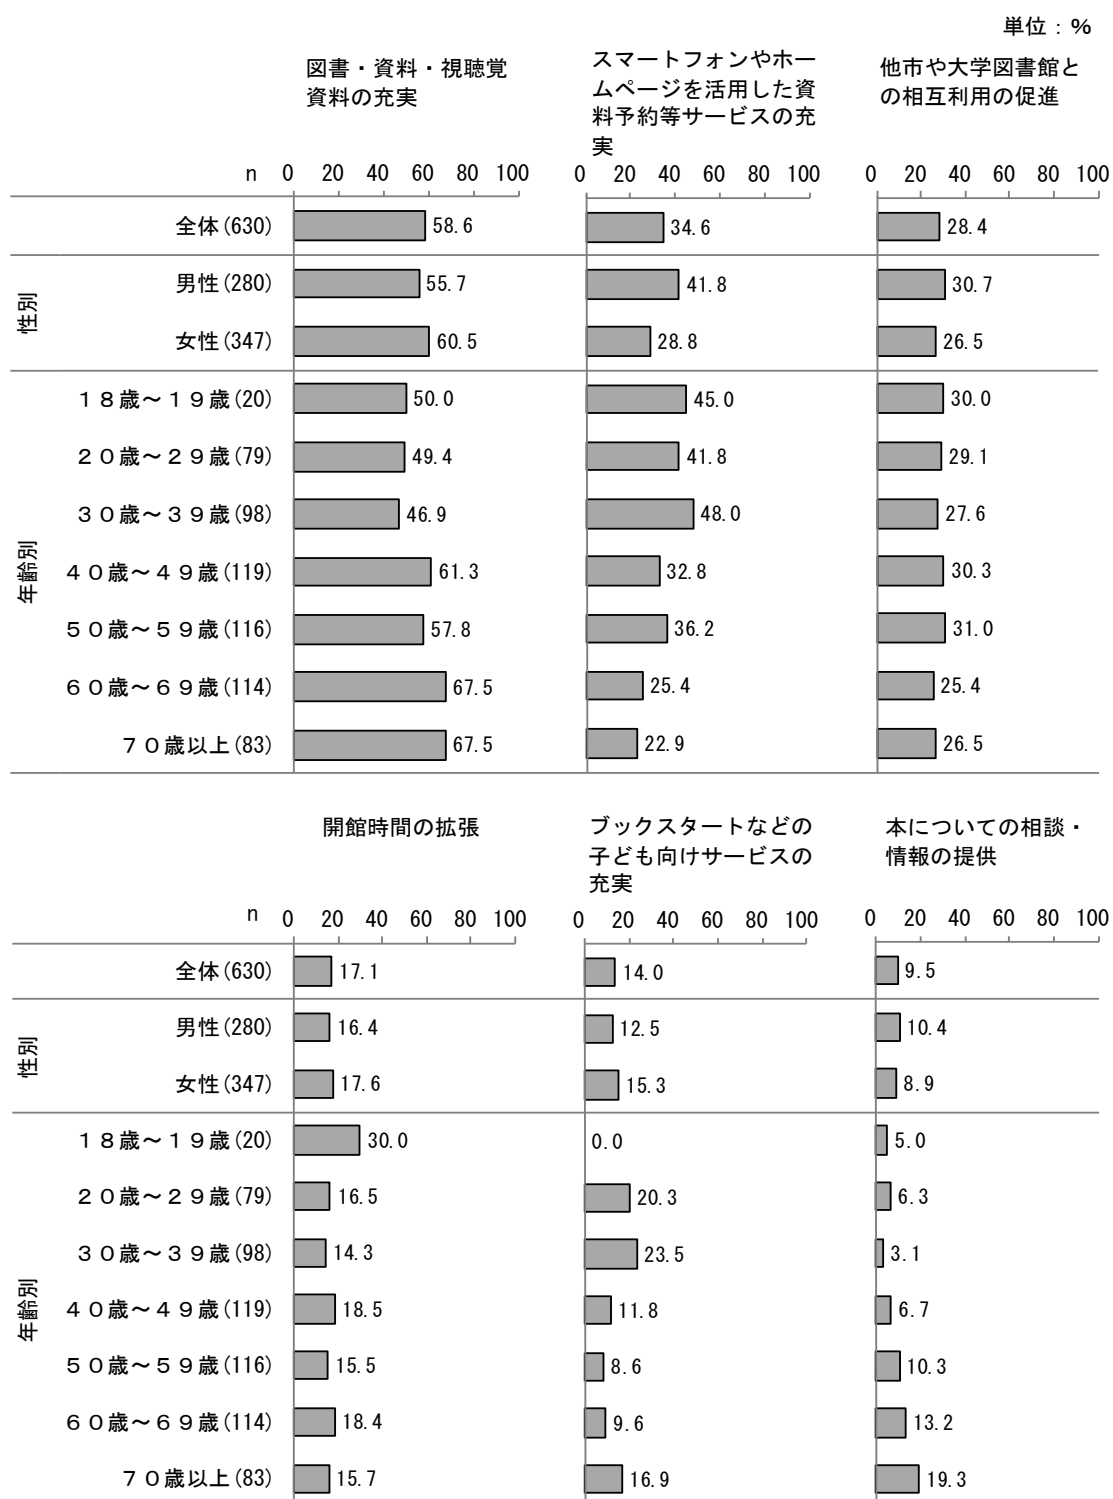 単位：％
図書・資料・視聴覚
資料の充実
スマートフォンやホー
ムページを活用した資
料予約等サービスの充
実
他市や大学図書館と
の相互利用の促進
n 0 20 40 60 80 100 0 20 40 60 80 100 0 20 40 60 80 100
全体(630) 58.6 34.6 28.4
性別
男性(280) 55.7 41.8 30.7
女性(347) 60.5 28.8 26.5
年齢別
１８歳～１９歳(20) 50.0 45.0 30.0
２０歳～２９歳(79) 49.4 41.8 29.1
３０歳～３９歳(98) 46.9 48.0 27.6
４０歳～４９歳(119) 61.3 32.8 30.3
５０歳～５９歳(116) 57.8 36.2 31.0
６０歳～６９歳(114) 67.5 25.4 25.4
７０歳以上(83) 67.5 22.9 26.5
開館時間の拡張
ブックスタートなどの
子ども向けサービスの
充実
本についての相談・
情報の提供
n 0 20 40 60 80 100 0 20 40 60 80 100 0 20 40 60 80 100
全体(630) 17.1 14.0 9.5
性別
男性(280) 16.4 12.5 10.4
女性(347) 17.6 15.3 8.9
年齢別
１８歳～１９歳(20) 30.0 0.0 5.0
２０歳～２９歳(79) 16.5 20.3 6.3
３０歳～３９歳(98) 14.3 23.5 3.1
４０歳～４９歳(119) 18.5 11.8 6.7
５０歳～５９歳(116) 15.5 8.6 10.3
６０歳～６９歳(114) 18.4 9.6 13.2
７０歳以上(83) 15.7 16.9 19.3